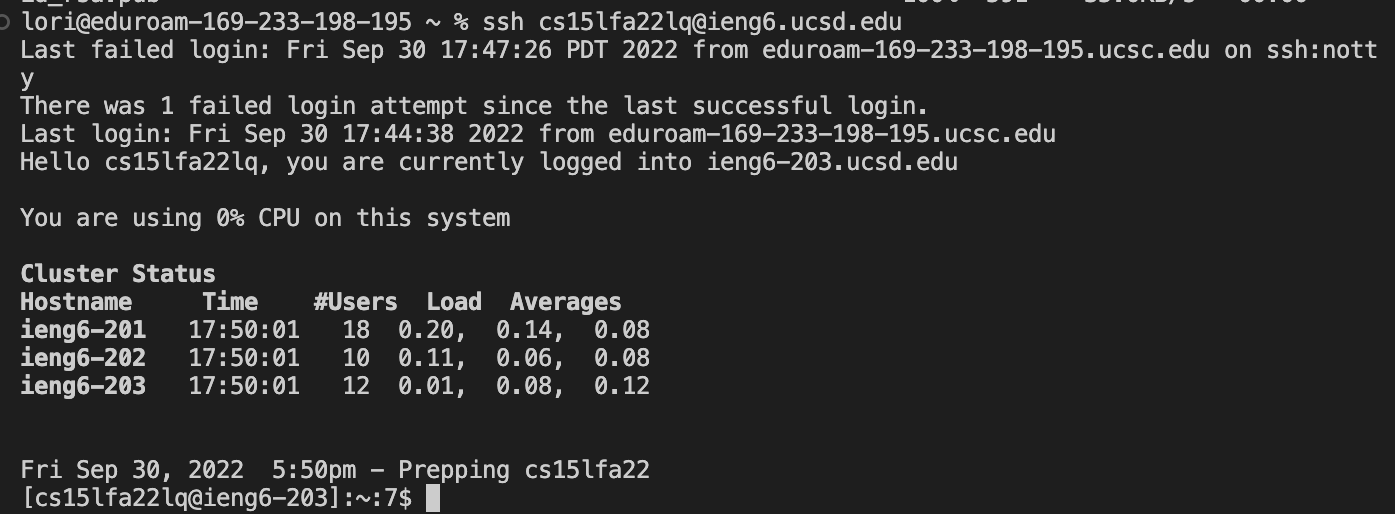 lori@eduroam-169-233-198-195 ~ % ssh cs15lfa22lq@ieng6.ucsd.edu
Last failed login: Fri Sep 30 17:47:26 PDT 2022 from eduroam-169-233-198-195.ucsc.edu on ssh:nott
y
There was 1 failed login attempt since the last successful login.
Last login: Fri Sep 30 17:44:38 2022 from eduroam-169-233-198-195.ucsc.edu
Hello cs15lfa22lq, you are currently logged into ieng6-203.ucsd.edu
You are using 0% CPU on this system
Cluster Status
Hostname     Time    #Users  Load  Averages
ieng6-201   17:50:01   18  0.20,  0.14,  0.08
ieng6-202   17:50:01   10  0.11,  0.06,  0.08
ieng6-203   17:50:01   12  0.01,  0.08,  0.12
Fri Sep 30, 2022  5:50pm - Prepping cs15lfa22
[cs15lfa22lq@ieng6-203]:~:7$